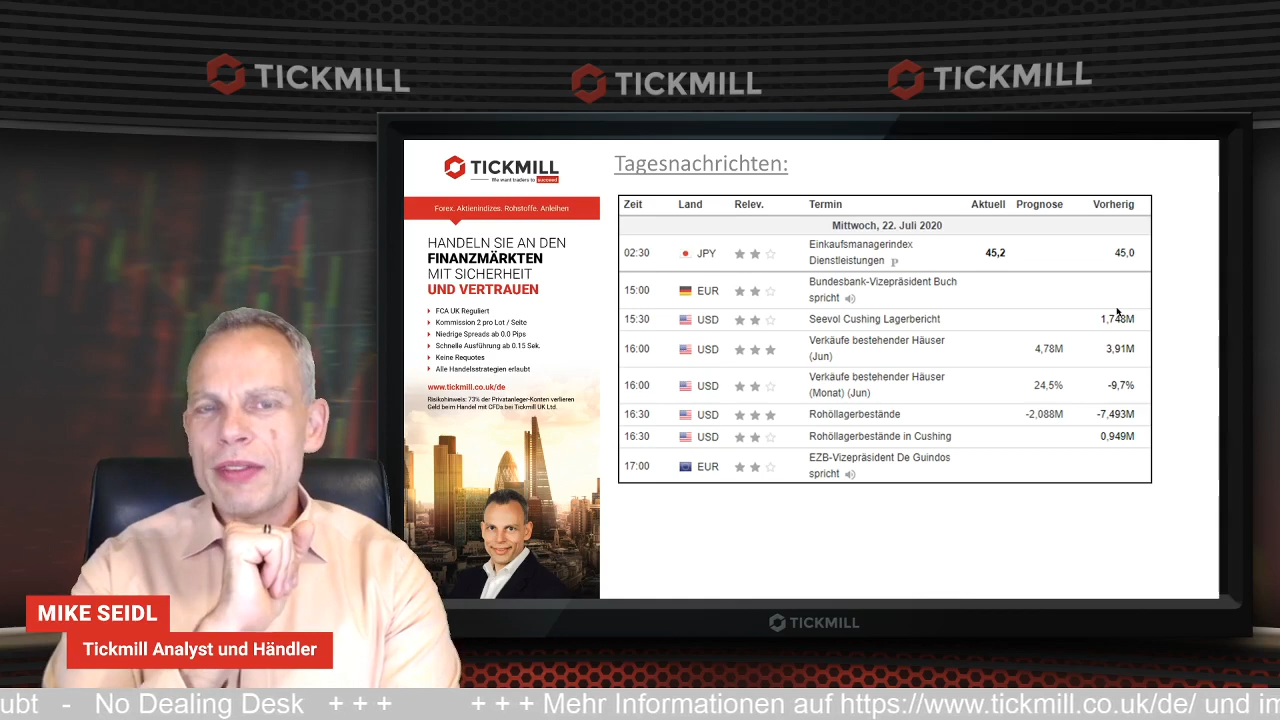 TICKMILL
TICKMILL
TICKMILL
TICKMILL
We want traders to succeed
Forex. Aktienindizes. Rohstoffe. Anleihen
HANDELN SIE AN DEN
FINANZMÄRKTEN
MIT SICHERHEIT
UND VERTRAUEN
FCA UK Reguliert
Kommission 2 pro Lot / Seite
Niedrige Spreads ab 0.0 Pips
Schnelle Ausführung ab 0.15 Sek.
Keine Requotes
Alle Handelsstrategien erlaubt
www.tickmill.co.uk/de
Risikohinweis: 73% der Privatanleger-Konten verlieren
Geld beim Handel mit CFDs bei Tickmill UK Ltd.
Tagesnachrichten:
Zeit Land Relev. Termin Aktuell Prognose Vorherig
Mittwoch, 22. Juli 2020
02:30 JPY Einkaufsmanagerindex
Dienstleistungen P 45,2 45,0
15:00 EUR Bundesbank-Vizepräsident Buch
spricht
15:30 USD Seevol Cushing Lagerbericht 1,748M
16:00 USD Verkäufe bestehender Häuser
(Jun) 4,78M 3,91M
16:00 USD Verkäufe bestehender Häuser
(Monat) (Jun) 24,5% -9,7%
16:30 USD Rohöllagerbestände -2,088M -7,493M
16:30 USD Rohöllagerbestände in Cushing 0,949M
17:00 EUR EZB-Vizepräsident De Guindos
spricht
TICKMILL
MIKE SEIDL
Tickmill Analyst und Händler
ubt - No Dealing Desk + + + + + + Mehr Informationen auf https://www.tickmill.co.uk/de/ und in